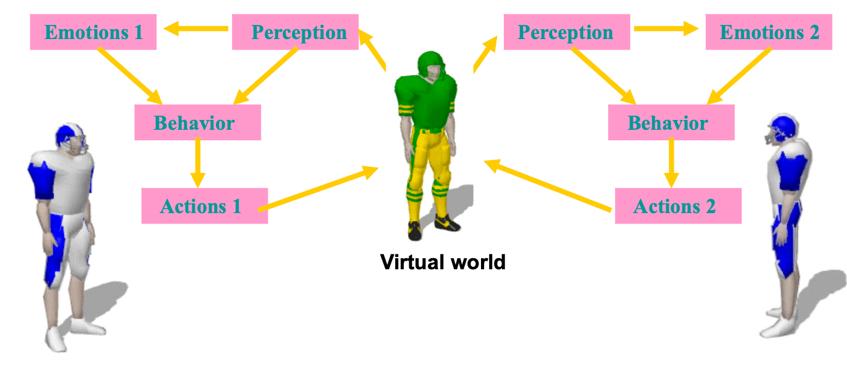 Emotions 1
Perception
Perception
Emotions 2
Behavior
Behavior
Actions 1
Actions 2
Virtual world